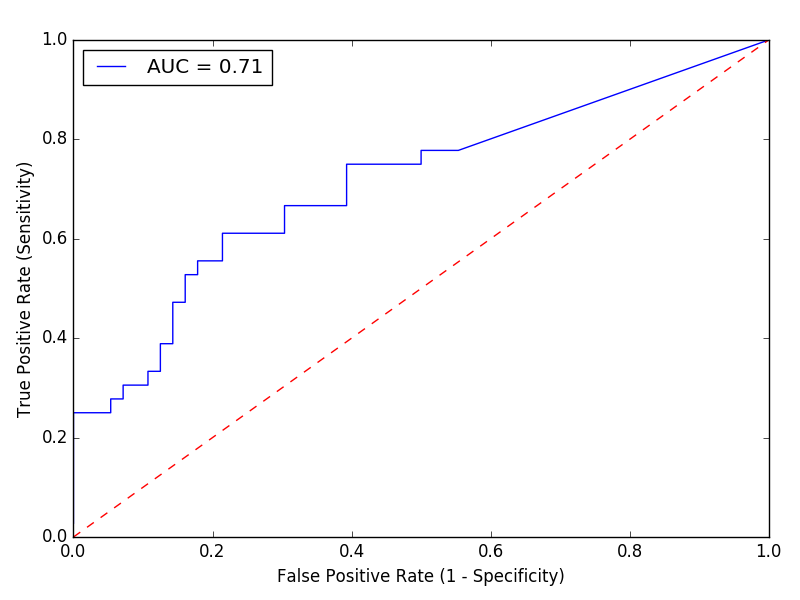 AUC = 0.71
1.0
0.8
0.6
0.4
0.2
0.0
True Positive Rate (Sensitivity)
0.0 0.2 0.4 0.6 0.8 1.0
False Positive Rate (1 - Specificity)